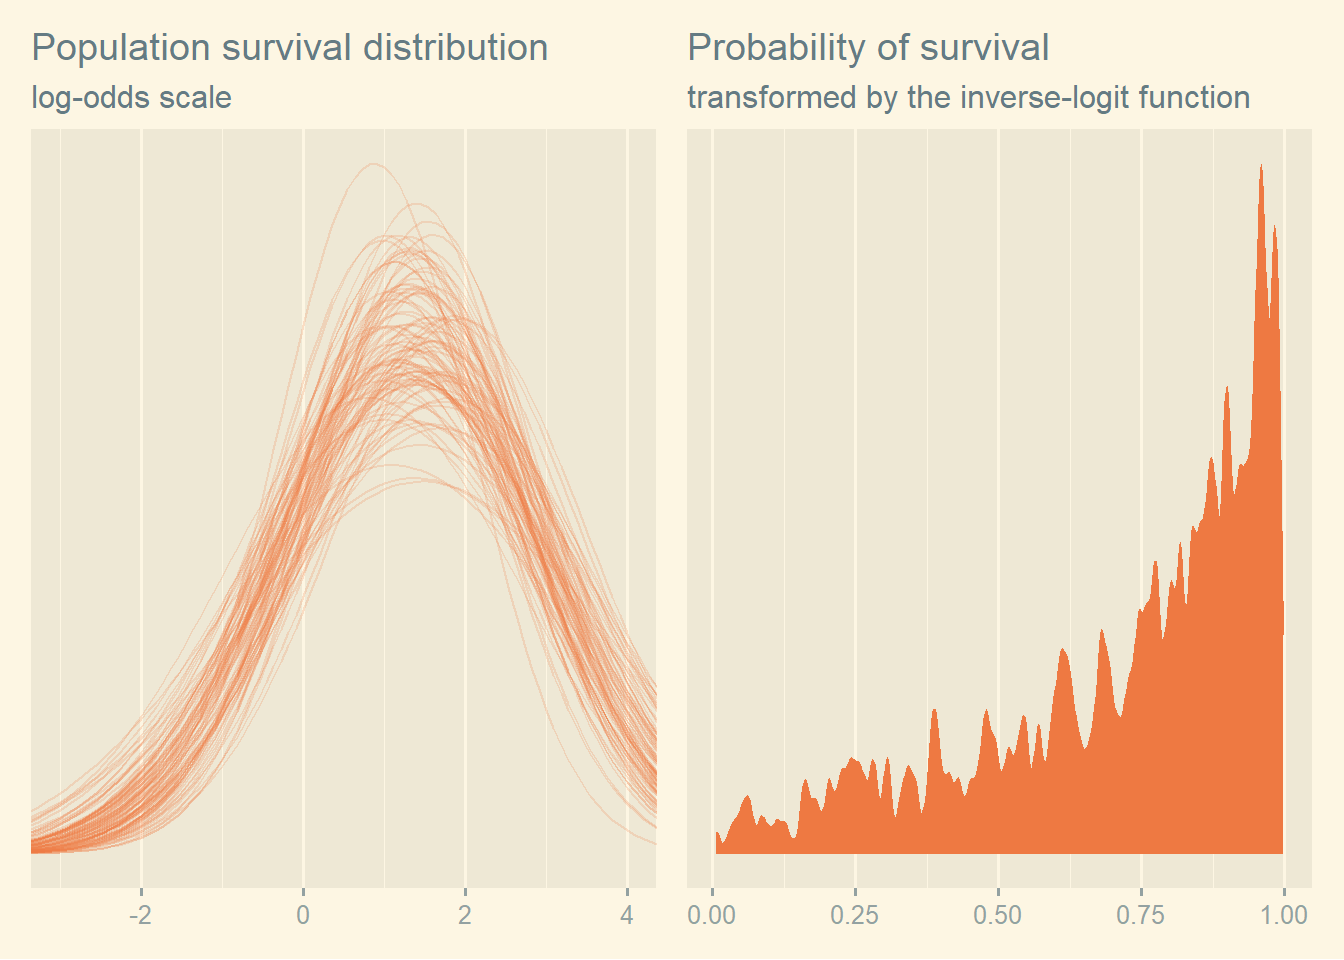 Population survival distribution
log-odds scale
-2 0 2 4
Probability of survival
transformed by the inverse-logit function
0.00 0.25 0.50 0.75 1.00